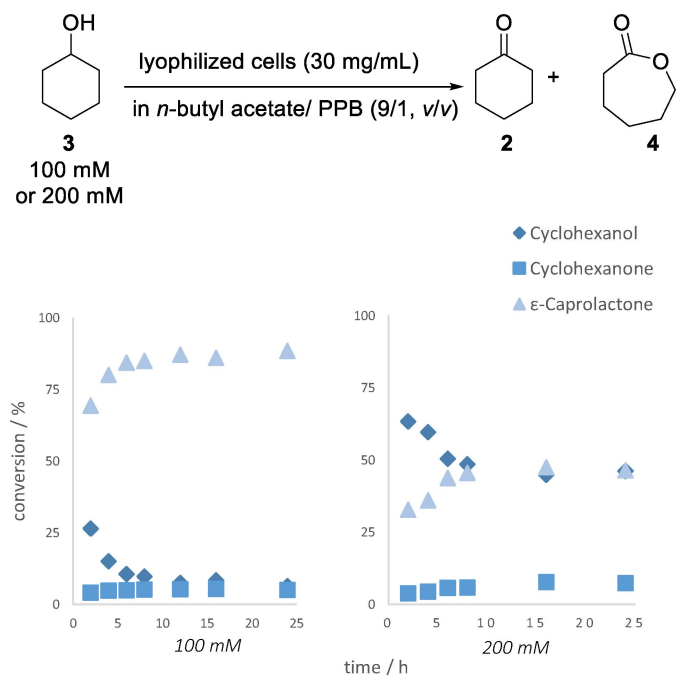 OH
O
O
O
lyophilized cells (30 mg/mL)
in n-butyl acetate/ PPB (9/1, v/v)
+
3
2
4
100 mM
or 200 mM
Cyclohexanol
Cyclohexanone
ε-Caprolactone
100
75
50
25
0
0 5 10 15 20 25
100 mM
conversion / %
100
75
50
25
0
0 5 10 15 20 25
200 mM
time / h